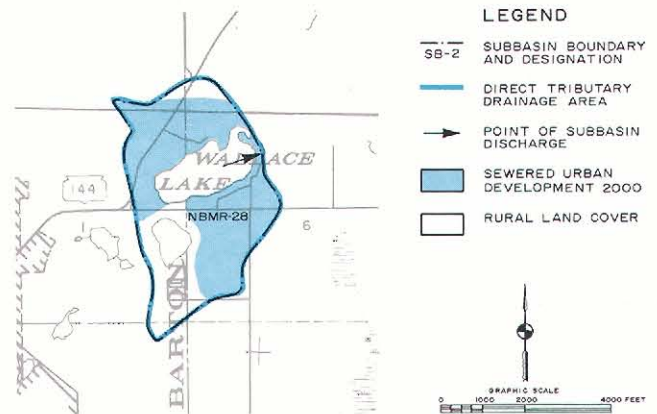 LEGEND
SB-2
SUBBASIN BOUNDARY
AND DESIGNATION
DIRECT TRIBUTARY
DRAINAGE AREA
POINT OF SUBBASIN
DISCHARGE
SEWERED URBAN
DEVELOPMENT 2000
RURAL LAND COVER
WALLACE
LAKE
144
NBMR-28
6
BARTON
GRAPHIC SCALE
0 1000 2000 4000 FEET